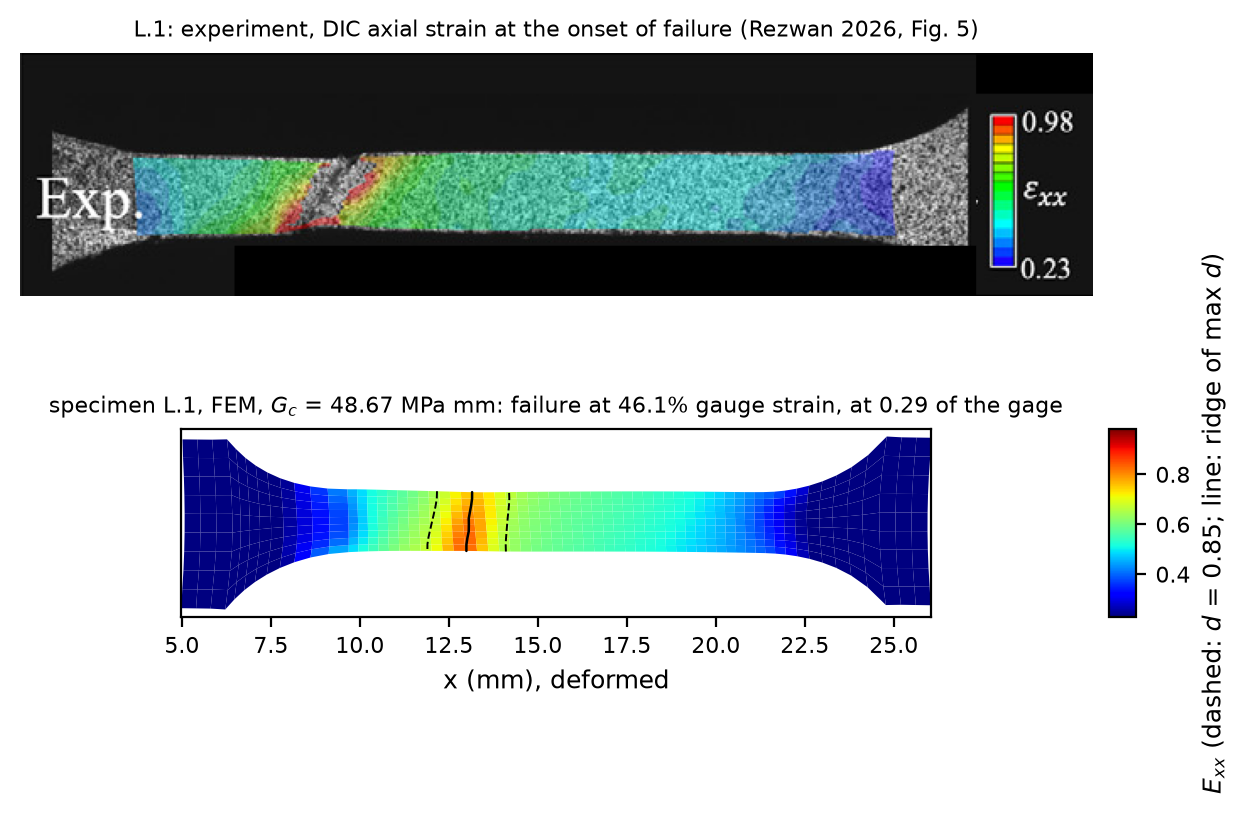 L.1: experiment, DIC axial strain at the onset of failure (Rezwan 2026, Fig. 5)
Exp.
0.98
εxx
0.23
specimen L.1, FEM, Gc = 48.67 MPa mm: failure at 46.1% gauge strain, at 0.29 of the gage
0.8
0.6
0.4
Exx (dashed: d = 0.85, line: ridge of max d)
5.0 7.5 10.0 12.5 15.0 17.5 20.0 22.5 25.0
x (mm), deformed